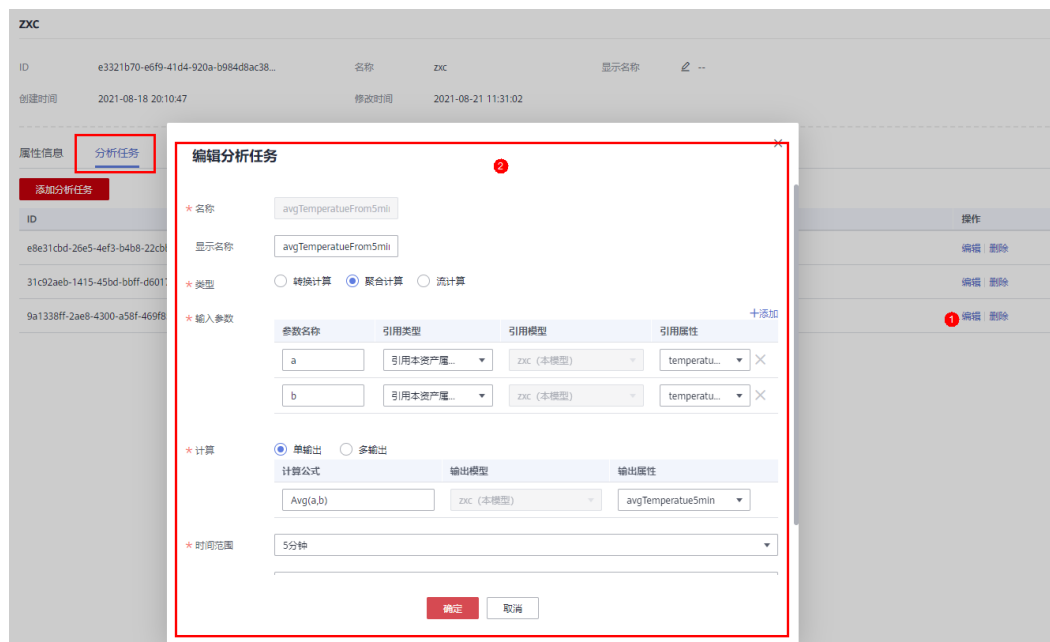 zxc
ID e3321b70-e6f9-41d4-920a-b984d8ac38... 名称 zxc 显示名称 --
创建时间 2021-08-18 20:10:47 修改时间 2021-08-21 11:31:02
属性信息 分析任务
添加分析任务
ID 操作
e8e31cbd-26e5-4ef3-b4b8-22cb 编辑 删除
31c92aeb-1415-45bd-bbff-d601 编辑 删除
9a1338ff-2ae8-4300-a58f-469f8 1 编辑 删除
编辑分析任务 2
* 名称 avgTemperatueFrom5mi
显示名称 avgTemperatueFrom5mi
* 类型 转换计算 聚合计算 流计算
* 输入参数 +添加
参数名称 引用类型 引用模型 引用属性
a 引用本资产属... zxc (本模型) temperatu...
b 引用本资产属... zxc (本模型) temperatu...
* 计算 单输出 多输出
计算公式 输出模型 输出属性
Avg(a,b) zxc (本模型) avgTemperatue5min
* 时间范围 5分钟
确定 取消